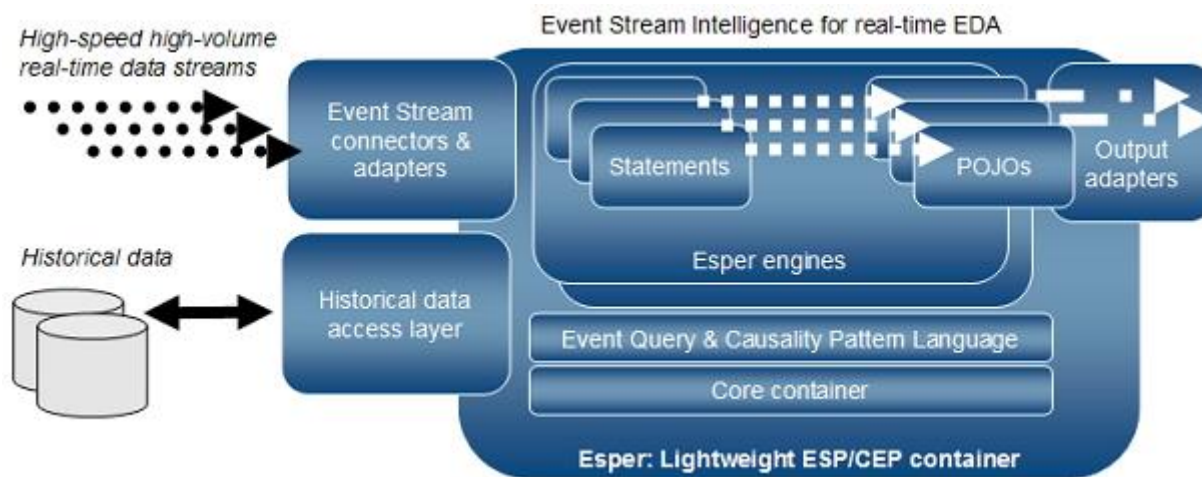 Event Stream Intelligence for real-time EDA
High-speed high-volume
real-time data streams
Event Stream
connectors &
adapters
Statements
POJOs
Output
adapters
Esper engines
Historical data
Historical data
access layer
Event Query & Causality Pattern Language
Core container
Esper: Lightweight ESP/CEP container